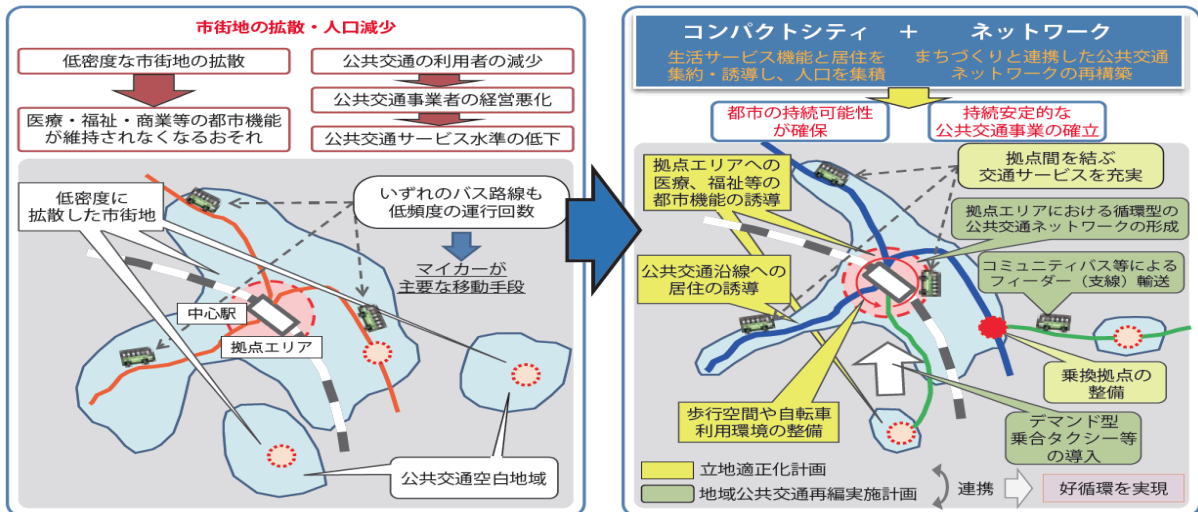 市街地の拡散・人口減少
低密度な市街地の拡散
医療・福祉・商業等の都市機能
が維持されなくなるおそれ
公共交通の利用者の減少
公共交通事業者の経営悪化
公共交通サービス水準の低下
低密度に
拡散した市街地
いずれのバス路線も
低頻度の運行回数
マイカーが
主要な移動手段
中心駅
拠点エリア
公共交通空白地域
コンパクトシティ + ネットワーク
生活サービス機能と居住を
集約・誘導し、人口を集積
まちづくりと連携した公共交通
ネットワークの再構築
都市の持続可能性
が確保
持続安定的な
公共交通事業の確立
拠点エリアへの
医療、福祉等の
都市機能の誘導
拠点間を結ぶ
交通サービスを充実
拠点エリアにおける循環型の
公共交通ネットワークの形成
公共交通沿線への
居住の誘導
コミュニティバス等による
フィーダー（支線）輸送
乗換拠点の
整備
歩行空間や自転車
利用環境の整備
デマンド型
乗合タクシー等
の導入
立地適正化計画
地域公共交通再編実施計画
連携
好循環を実現